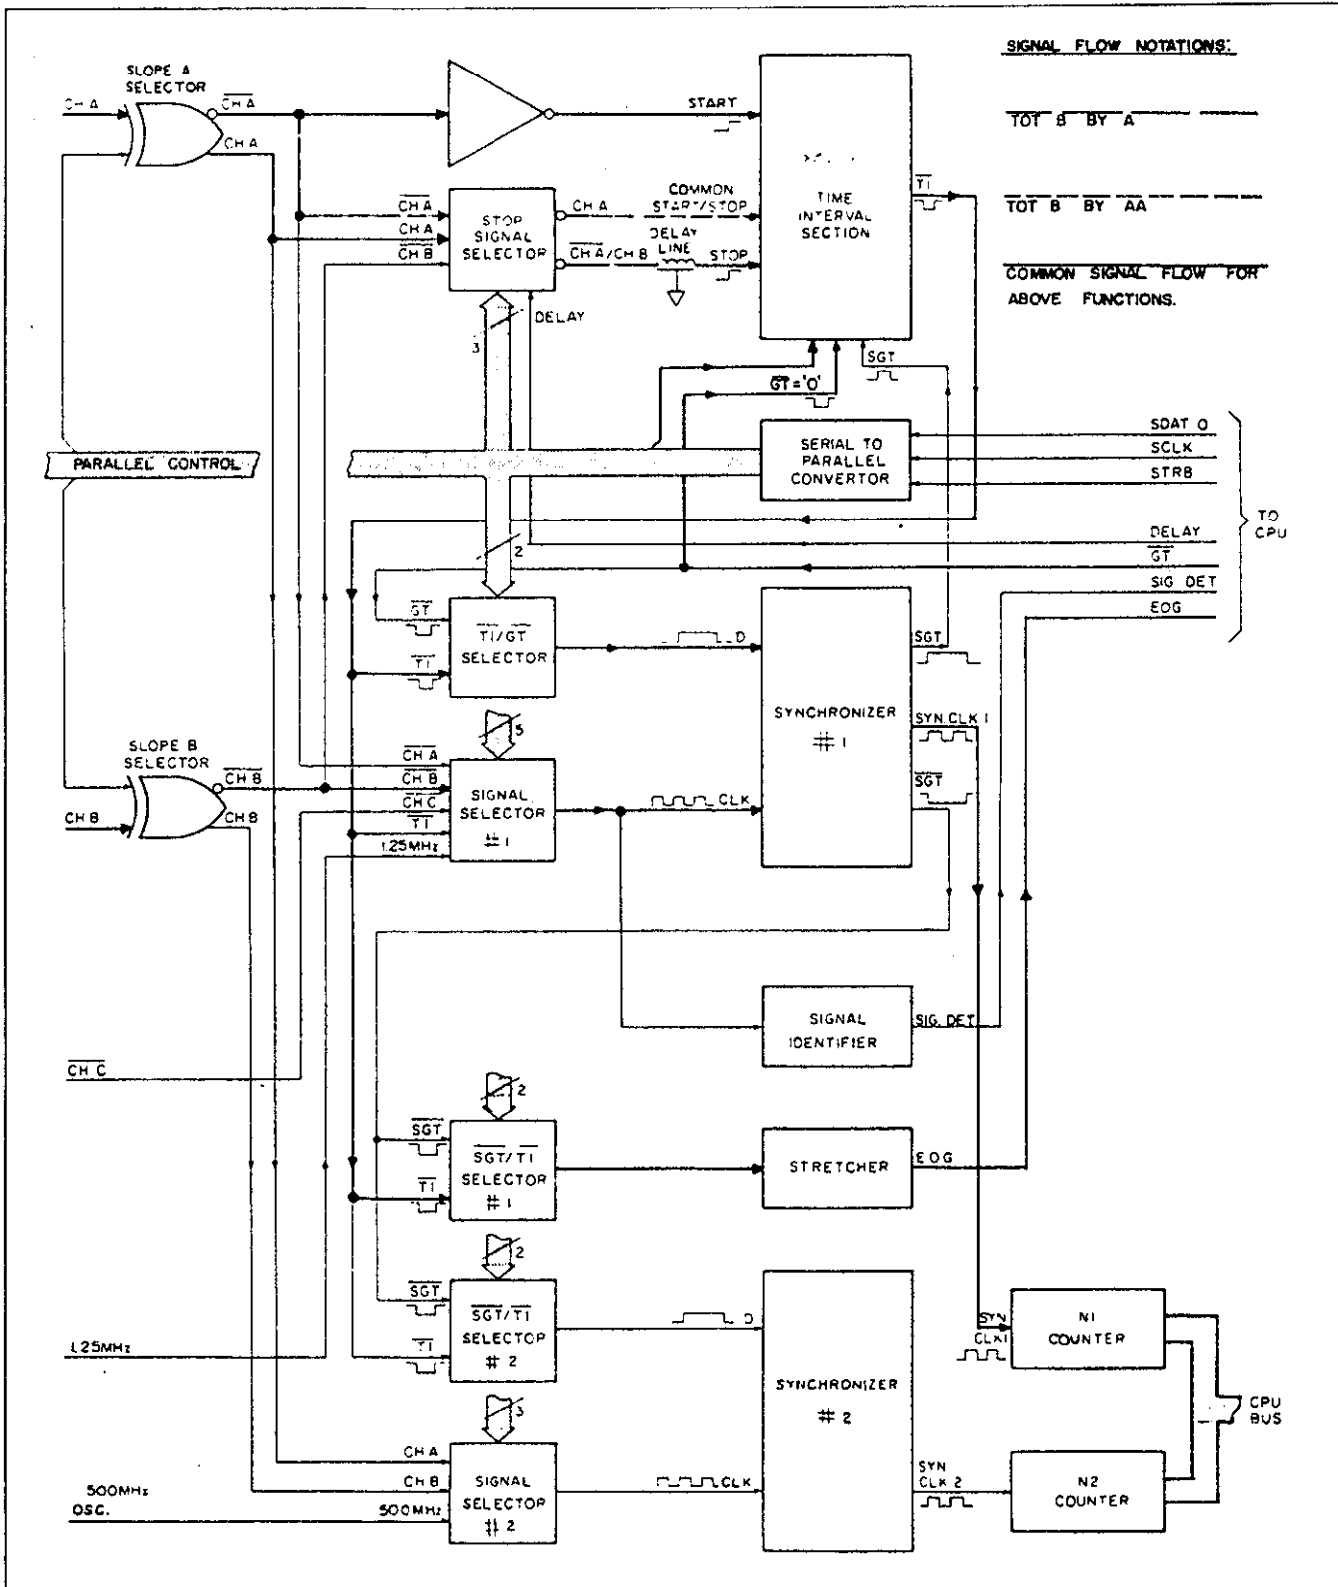 SIGNAL FLOW NOTATIONS:
TOT B BY A
TOT B BY AA
COMMON SIGNAL FLOW FOR
ABOVE FUNCTIONS.
SLOPE A
SELECTOR
CH A
CH A
CH A
START
CH A
CH A
CH B
STOP
SIGNAL
SELECTOR
CH A
CH A/CH B
COMMON
START/STOP
DELAY
LINE
STOP
TIME
INTERVAL
SECTION
TI
3
DELAY
SGT
GT = '0'
PARALLEL CONTROL
SERIAL TO
PARALLEL
CONVERTOR
SDAT 0
SCLK
STRB
DELAY
GT
SIG DET
EOG
TO
CPU
2
GT
TI
TI/GT
SELECTOR
D
SGT
SYNCHRONIZER
# 1
SYN. CLK 1
SGT
5
SLOPE B
SELECTOR
CH B
CH B
CH B
CH A
CH B
CH C
TI
1.25MHz
SIGNAL
SELECTOR
# 1
CLK
SIGNAL
IDENTIFIER
SIG. DET
CH C
2
SGT
TI
SGT/TI
SELECTOR
# 1
STRETCHER
EOG
2
SGT
TI
SGT/TI
SELECTOR
# 2
D
SYNCHRONIZER
# 2
SYN
CLK1
N1
COUNTER
1.25MHz
CPU
BUS
3
CH A
CH B
500MHz
SIGNAL
SELECTOR
# 2
CLK
SYN
CLK 2
N2
COUNTER
500MHz
OSC.